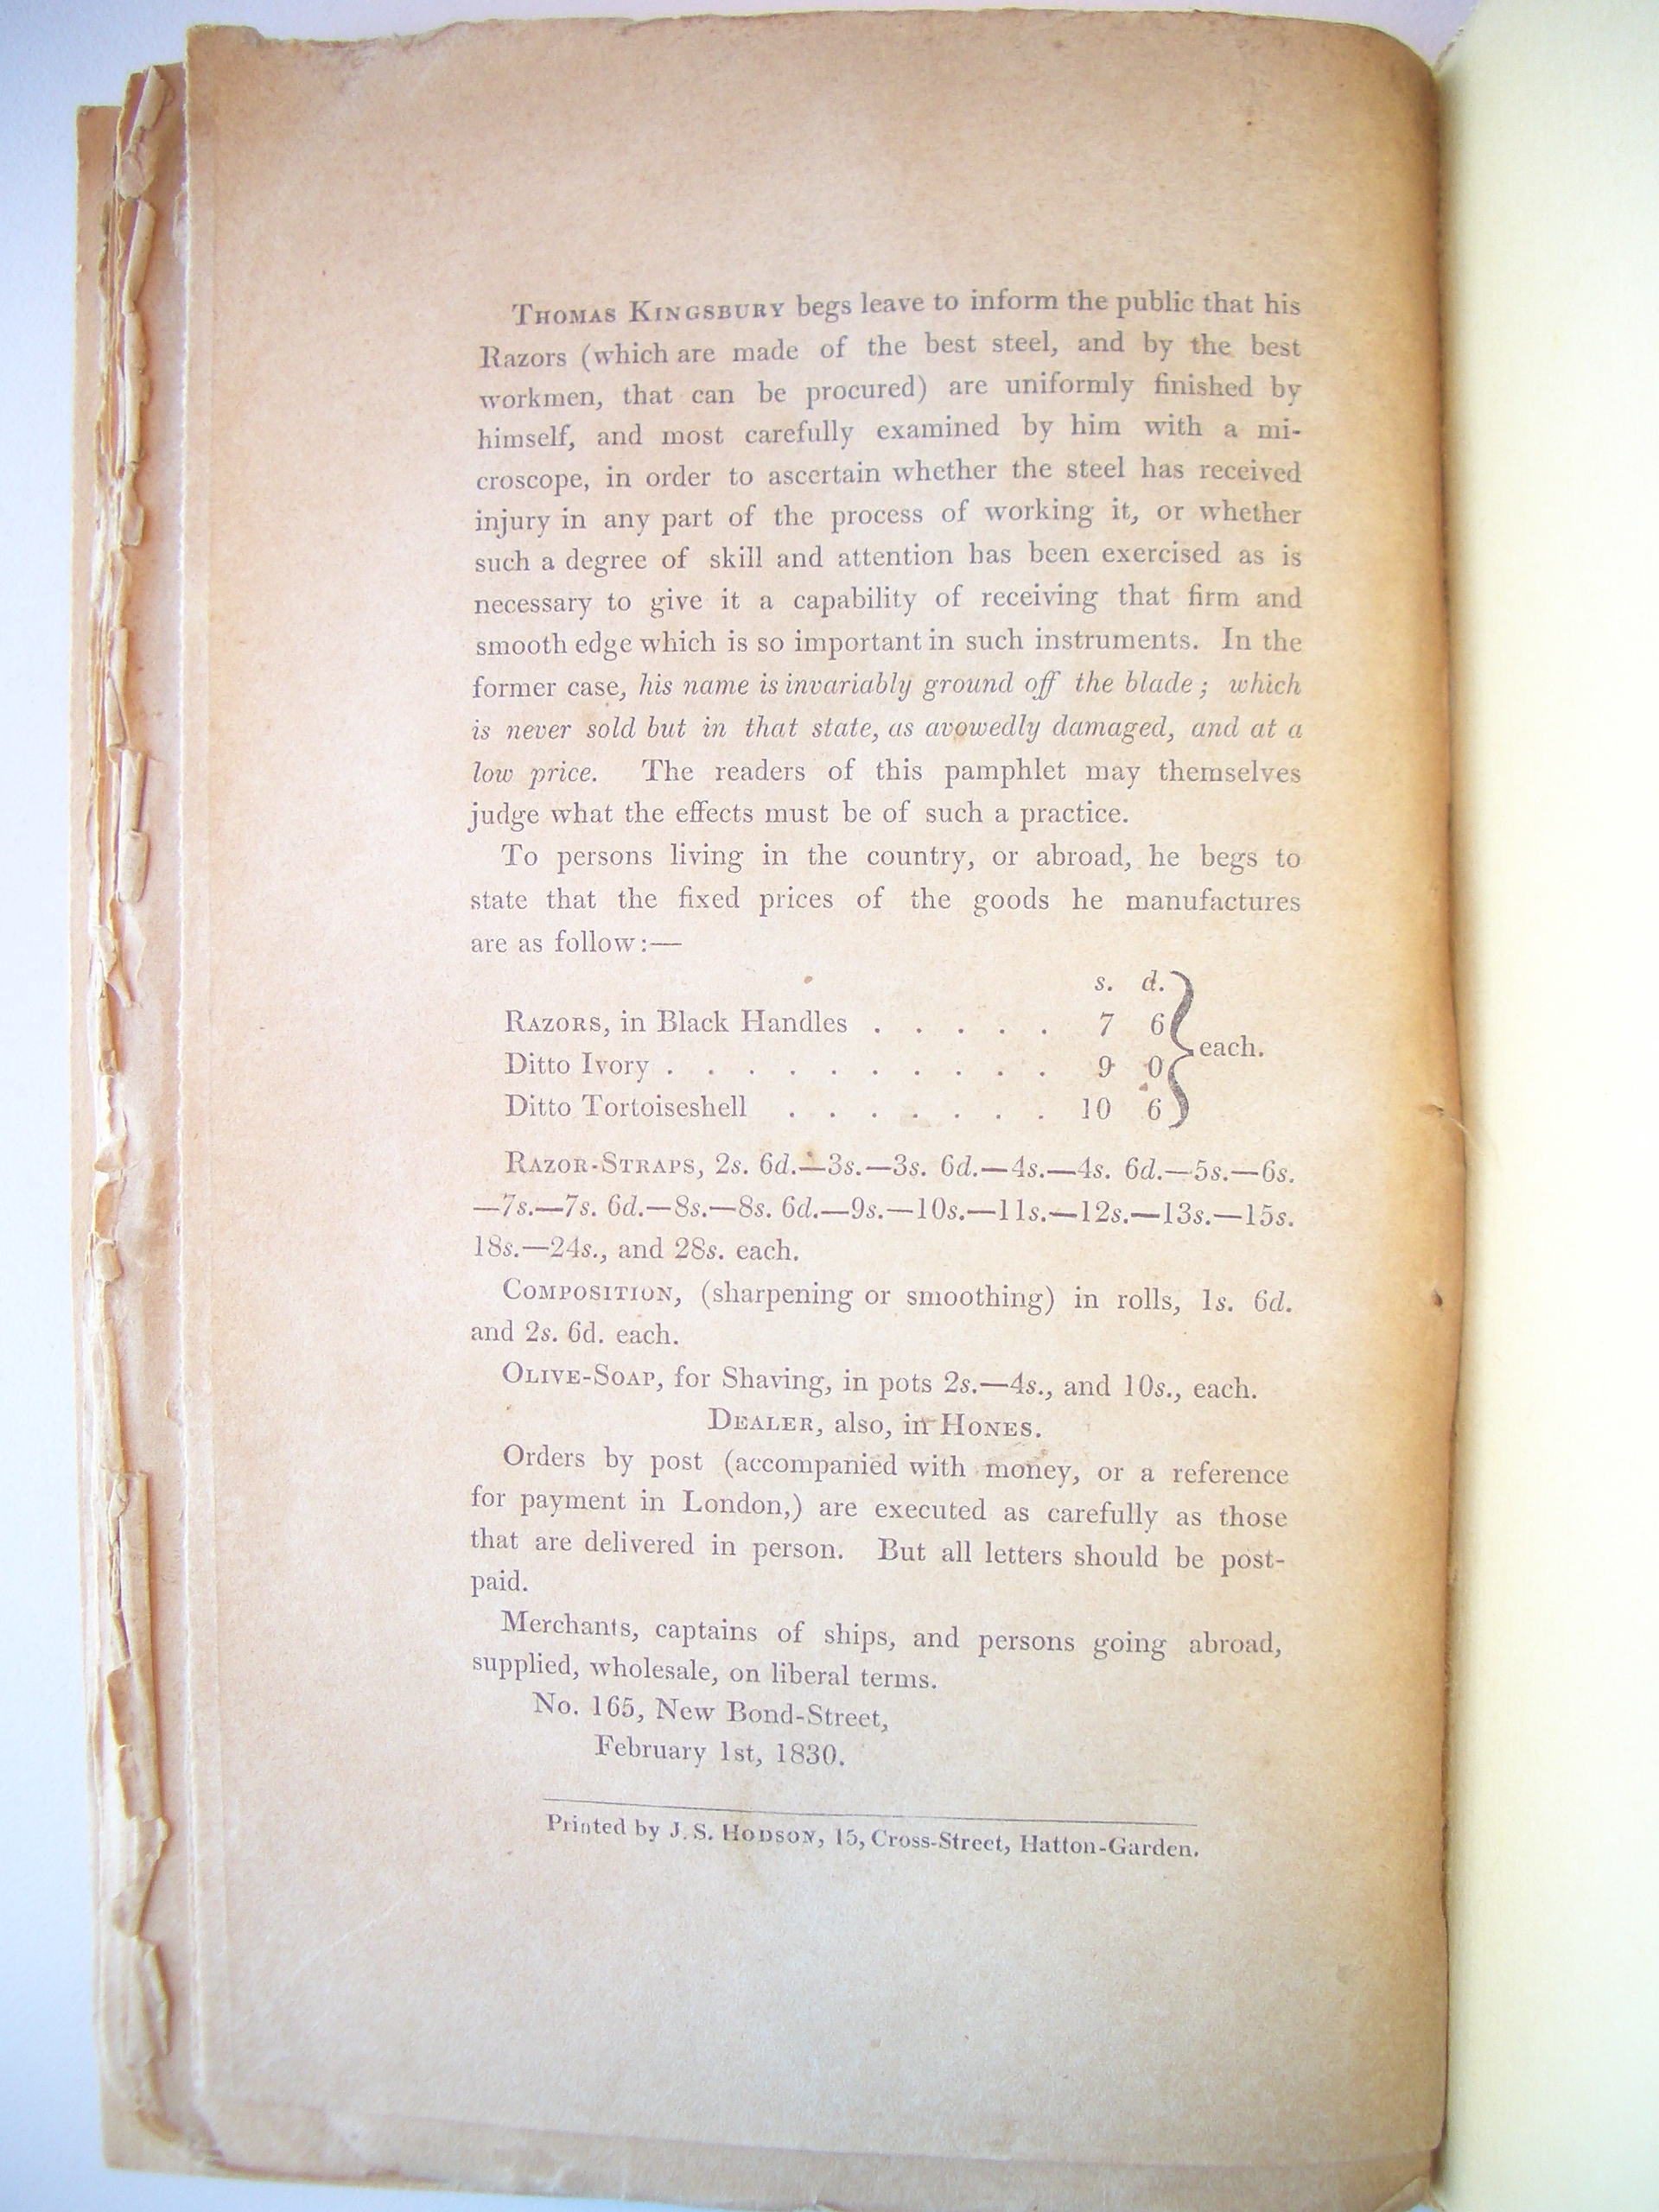 THOMAS KINGSBURY begs leave to inform the public that his
Razors (which are made of the best steel, and by the best
workmen, that can be procured) are uniformly finished by
himself, and most carefully examined by him with a mi-
croscope, in order to ascertain whether the steel has received
injury in any part of the process of working it, or whether
such a degree of skill and attention has been exercised as is
necessary to give it a capability of receiving that firm and
smooth edge which is so important in such instruments. In the
former case, his name is invariably ground off the blade; which
is never sold but in that state, as avowedly damaged, and at a
low price. The readers of this pamphlet may themselves
judge what the effects must be of such a practice.
To persons living in the country, or abroad, he begs to
state that the fixed prices of the goods he manufactures
are as follow:—
s. d.
RAZORS, in Black Handles . . . . . 7 6
Ditto Ivory . . . . . . . . . . 9 0 each.
Ditto Tortoiseshell . . . . . . . 10 6
RAZOR-STRAPS, 2s. 6d.—3s.—3s. 6d.—4s.—4s. 6d.—5s.—6s.
—7s.—7s. 6d.—8s.—8s. 6d.—9s.—10s.—11s.—12s.—13s.—15s.
18s.—24s., and 28s. each.
COMPOSITION, (sharpening or smoothing) in rolls, 1s. 6d.
and 2s. 6d. each.
OLIVE-SOAP, for Shaving, in pots 2s.—4s., and 10s., each.
DEALER, also, in HONES.
Orders by post (accompanied with money, or a reference
for payment in London,) are executed as carefully as those
that are delivered in person. But all letters should be post-
paid.
Merchants, captains of ships, and persons going abroad,
supplied, wholesale, on liberal terms.
No. 165, New Bond-Street,
February 1st, 1830.
Printed by J. S. HODSON, 15, Cross-Street, Hatton-Garden.